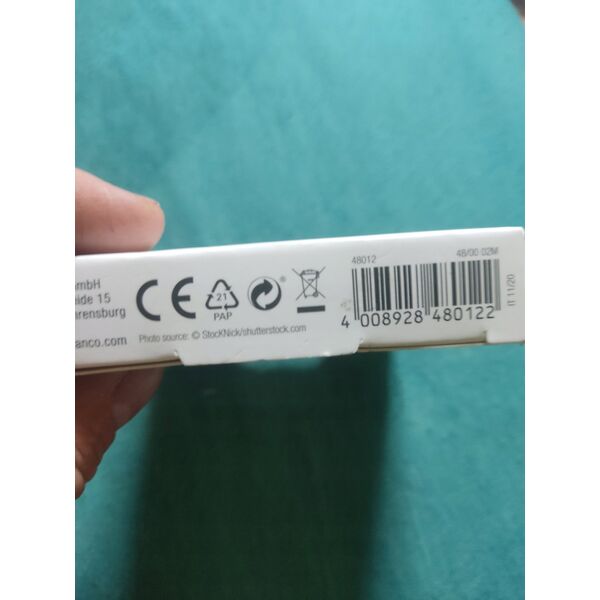 mbH
eide 15
rensburg
anco.com
CE
21
PAP
®
Photo source: © StocKNick/shutterstock.com
48012
48/00.02M
4 008928 480122
IT 11/20